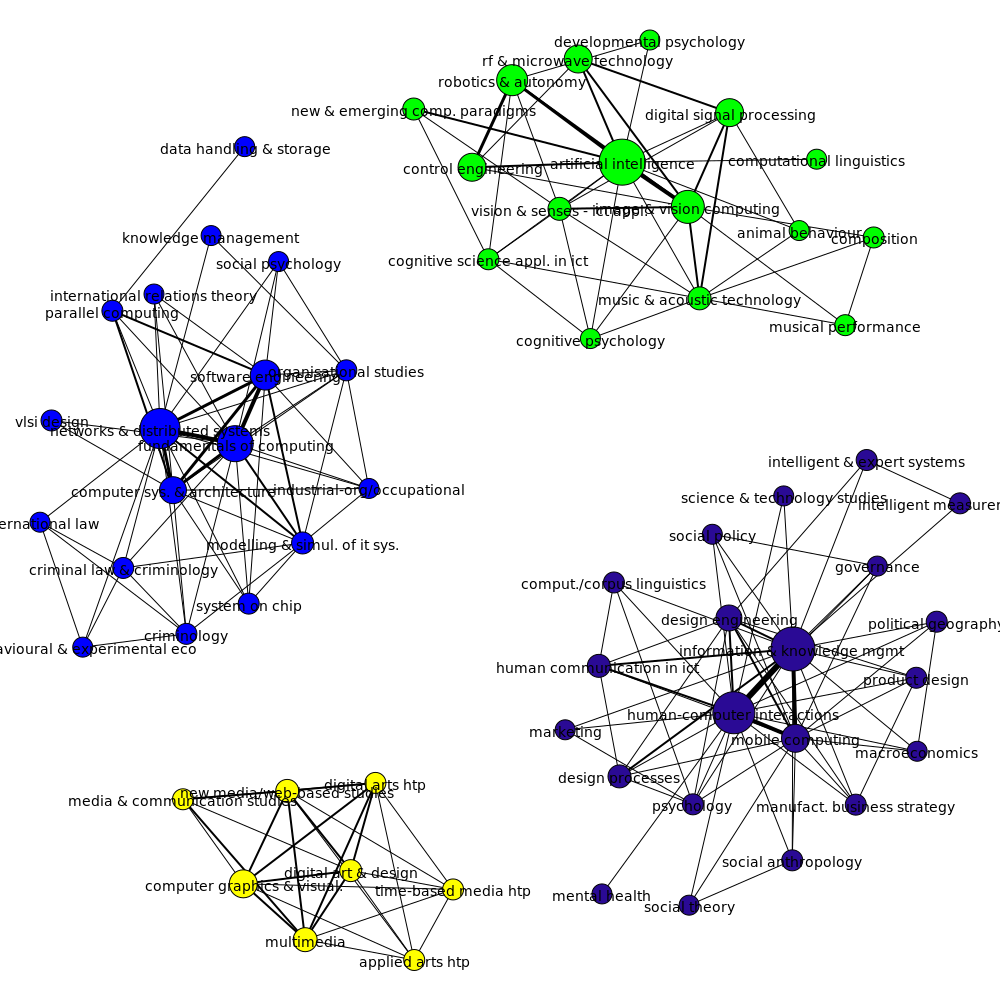 developmental psychology
rf & microwave technology
robotics & autonomy
new & emerging comp. paradigms
digital signal processing
control engineering
artificial intelligence
computational linguistics
vision & senses - ict appl.
image & vision computing
animal behaviour
composition
cognitive science appl. in ict
music & acoustic technology
musical performance
cognitive psychology
data handling & storage
knowledge management
social psychology
international relations theory
parallel computing
software engineering
organisational studies
vlsi design
networks & distributed systems
fundamentals of computing
computer sys. & architecture
industrial-org/occupational
ernational law
modelling & simul. of it sys.
criminal law & criminology
system on chip
criminology
avioural & experimental eco
intelligent & expert systems
science & technology studies
intelligent measurer
social policy
governance
comput./corpus linguistics
design engineering
political geography
information & knowledge mgmt
human communication in ict
product design
human-computer interactions
marketing
mobile computing
macroeconomics
design processes
psychology
manufact. business strategy
social anthropology
mental health
social theory
digital arts htp
new media/web-based studies
media & communication studies
digital art & design
computer graphics & visual.
time-based media htp
multimedia
applied arts htp